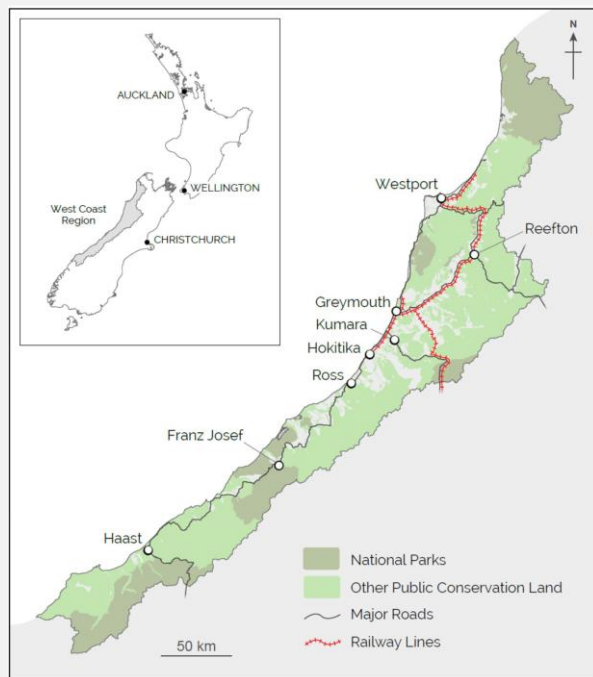 N
AUCKLAND
WELLINGTON
West Coast
Region
CHRISTCHURCH
Westport
Reefton
Greymouth
Kumara
Hokitika
Ross
Franz Josef
Haast
National Parks
Other Public Conservation Land
Major Roads
Railway Lines
50 km